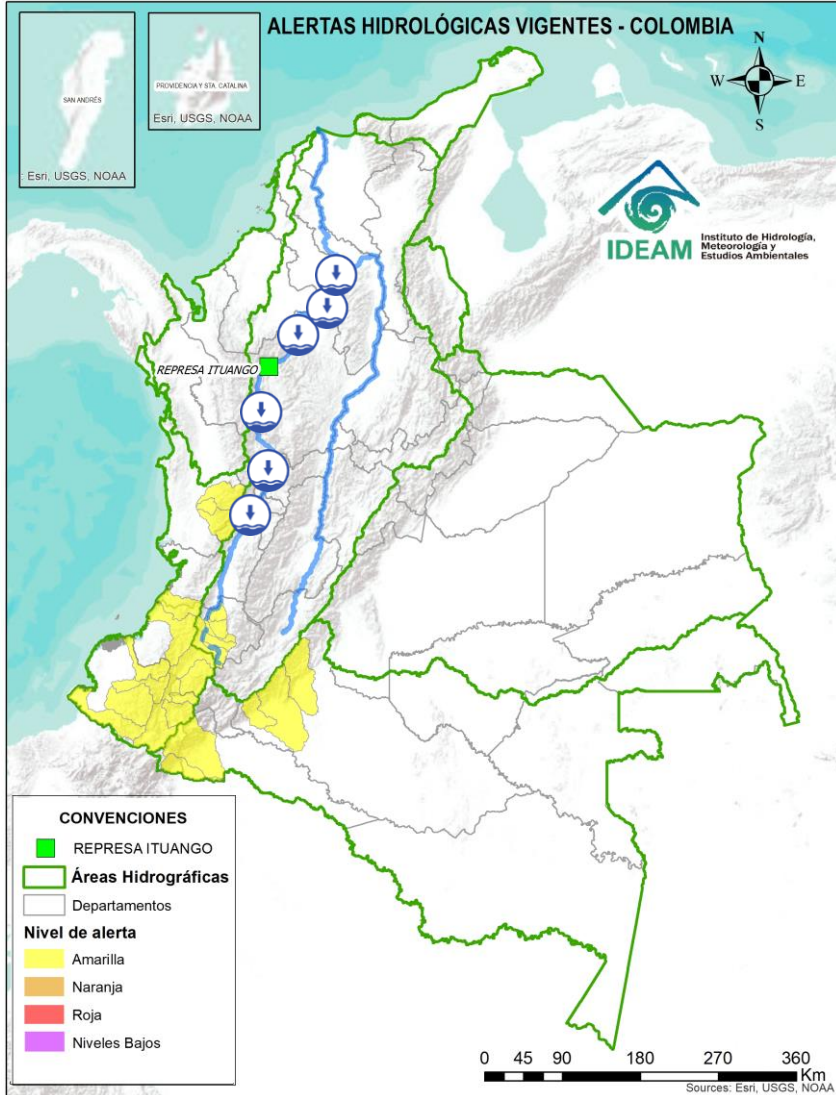 ALERTAS HIDROLÓGICAS VIGENTES - COLOMBIA
SAN ANDRÉS
Esri, USGS, NOAA
PROVIDENCIA Y STA. CATALINA
Esri, USGS, NOAA
N
W E
S
IDEAM
Instituto de Hidrología,
Meteorología y
Estudios Ambientales
REPRESA ITUANGO
CONVENCIONES
REPRESA ITUANGO
Áreas Hidrográficas
Departamentos
Nivel de alerta
Amarilla
Naranja
Roja
Niveles Bajos
0 45 90 180 270 360
Km
Sources: Esri, USGS, NOAA